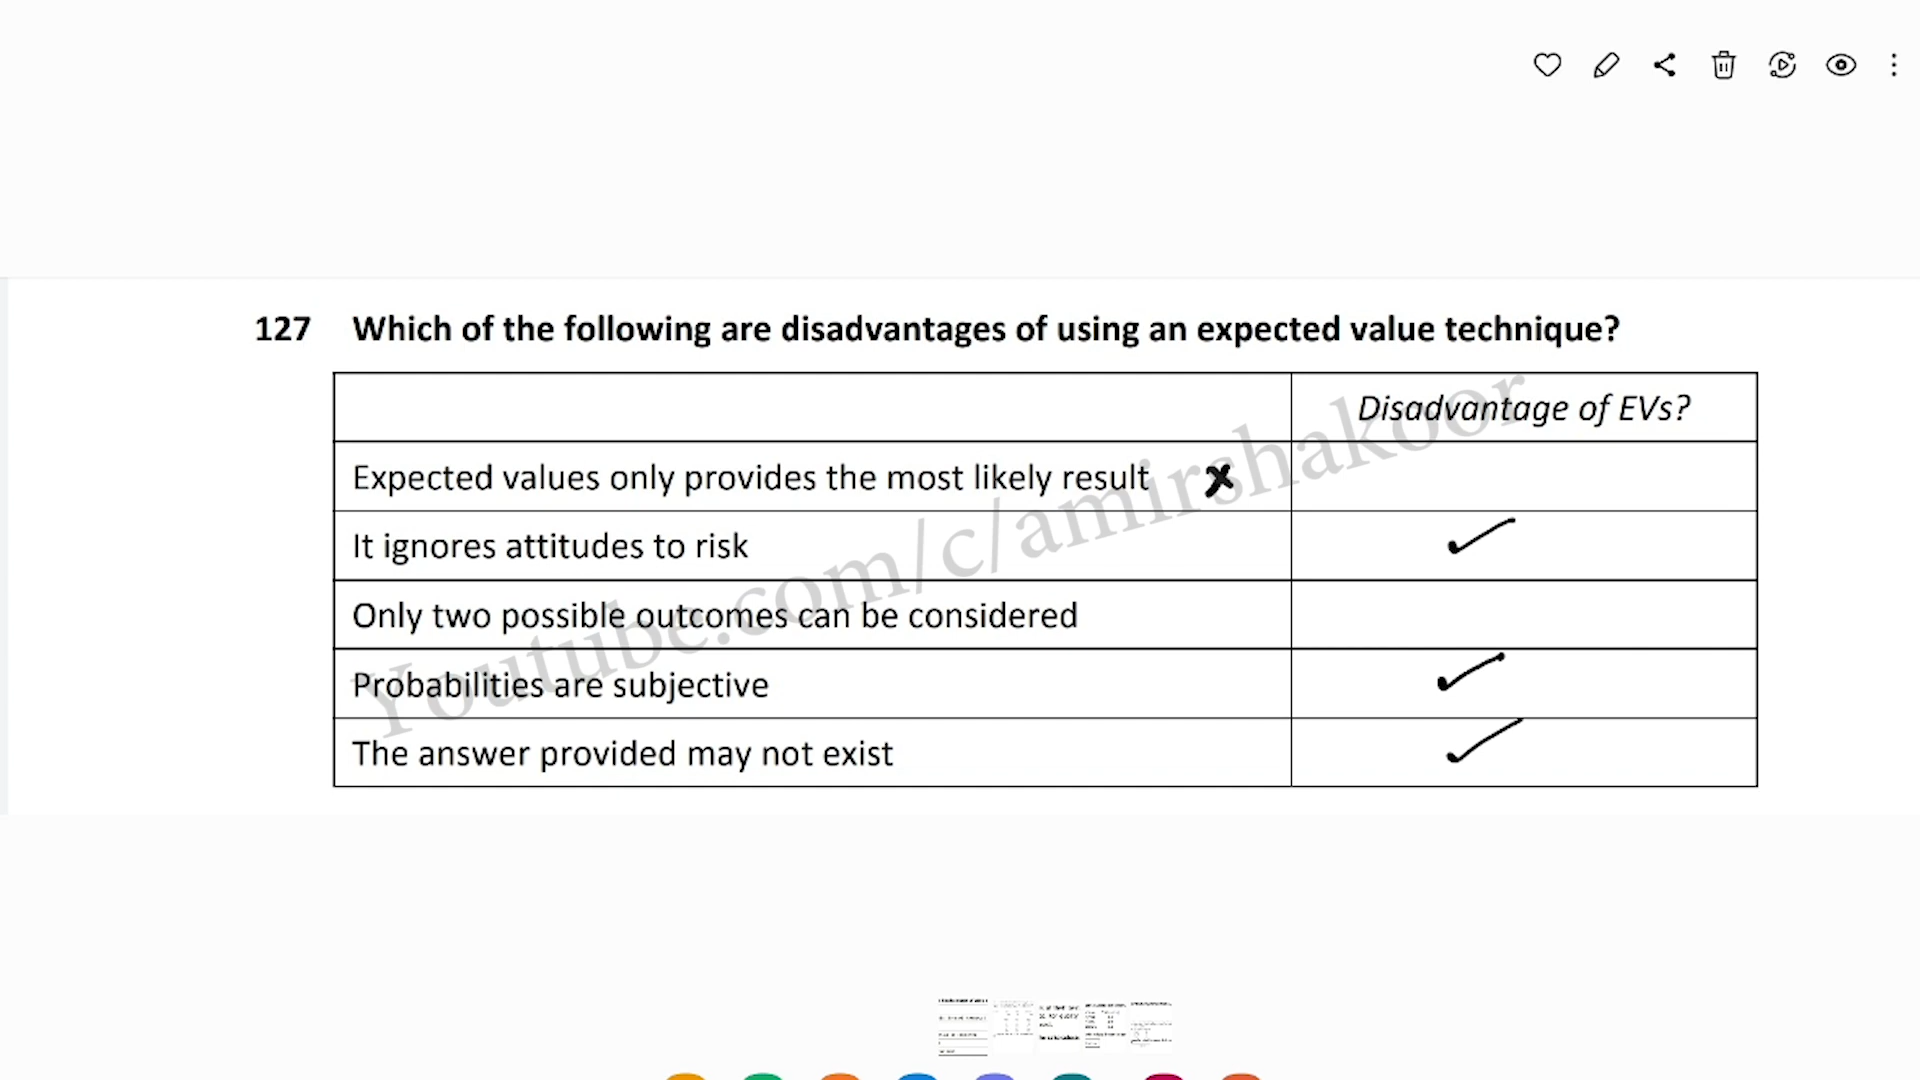 127 Which of the following are disadvantages of using an expected value technique?
Disadvantage of EVs?
Expected values only provides the most likely result
It ignores attitudes to risk
Only two possible outcomes can be considered
Probabilities are subjective
The answer provided may not exist
Youtube.com/c/amirshakoor